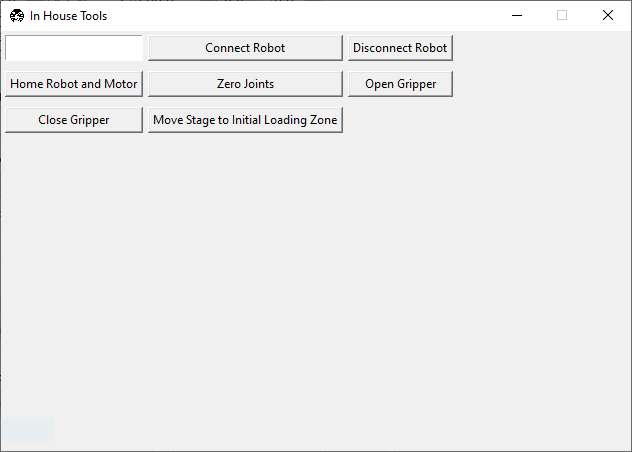 In House Tools
Connect Robot
Disconnect Robot
Home Robot and Motor
Zero Joints
Open Gripper
Close Gripper
Move Stage to Initial Loading Zone